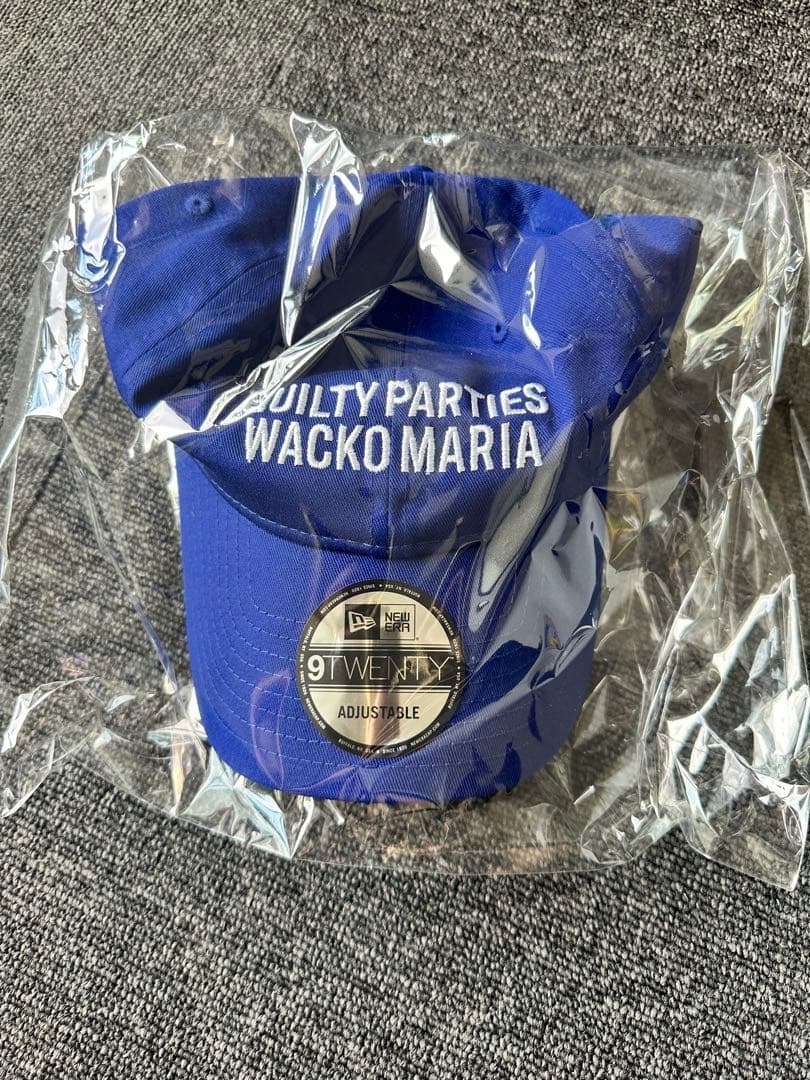 GUILTY PARTIES
WACKO MARIA
NEW ERA
9TWENTY
ADJUSTABLE